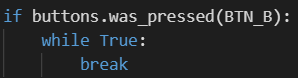 if buttons.was_pressed(BTN_B):
    while True:
        break